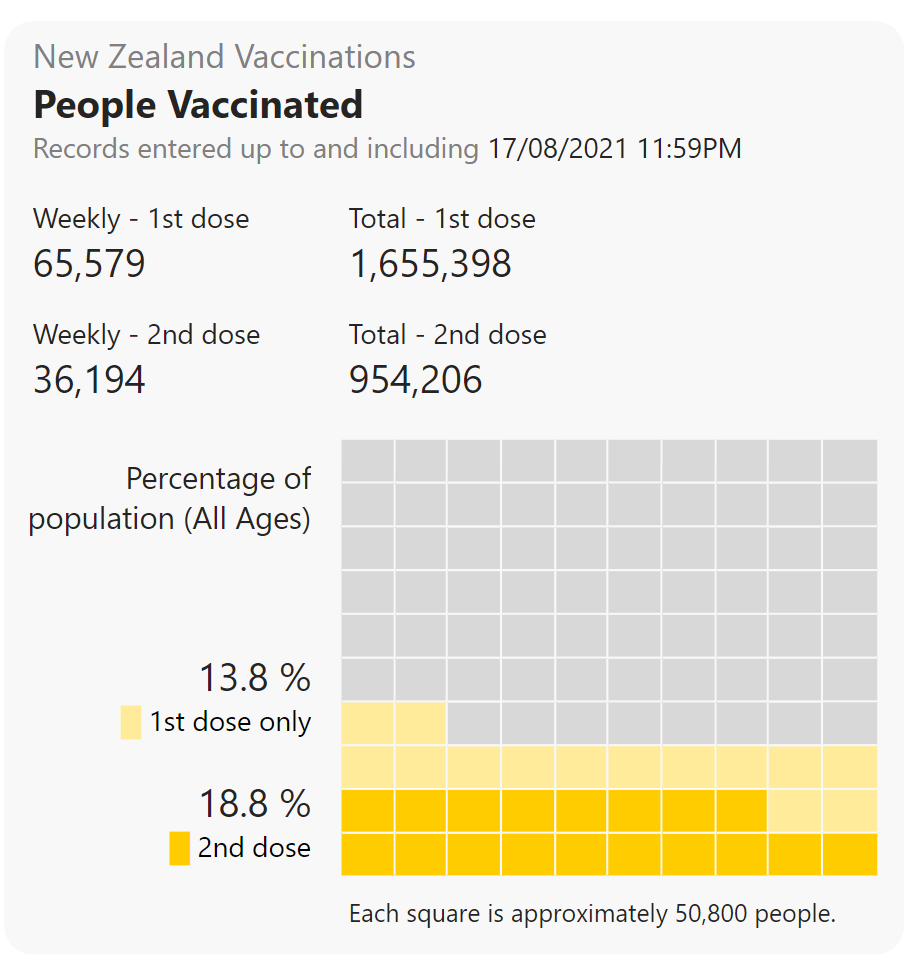 New Zealand Vaccinations
People Vaccinated
Records entered up to and including 17/08/2021 11:59PM
Weekly - 1st dose
65,579
Total - 1st dose
1,655,398
Weekly - 2nd dose
36,194
Total - 2nd dose
954,206
Percentage of
population (All Ages)
13.8 %
1st dose only
18.8 %
2nd dose
Each square is approximately 50,800 people.